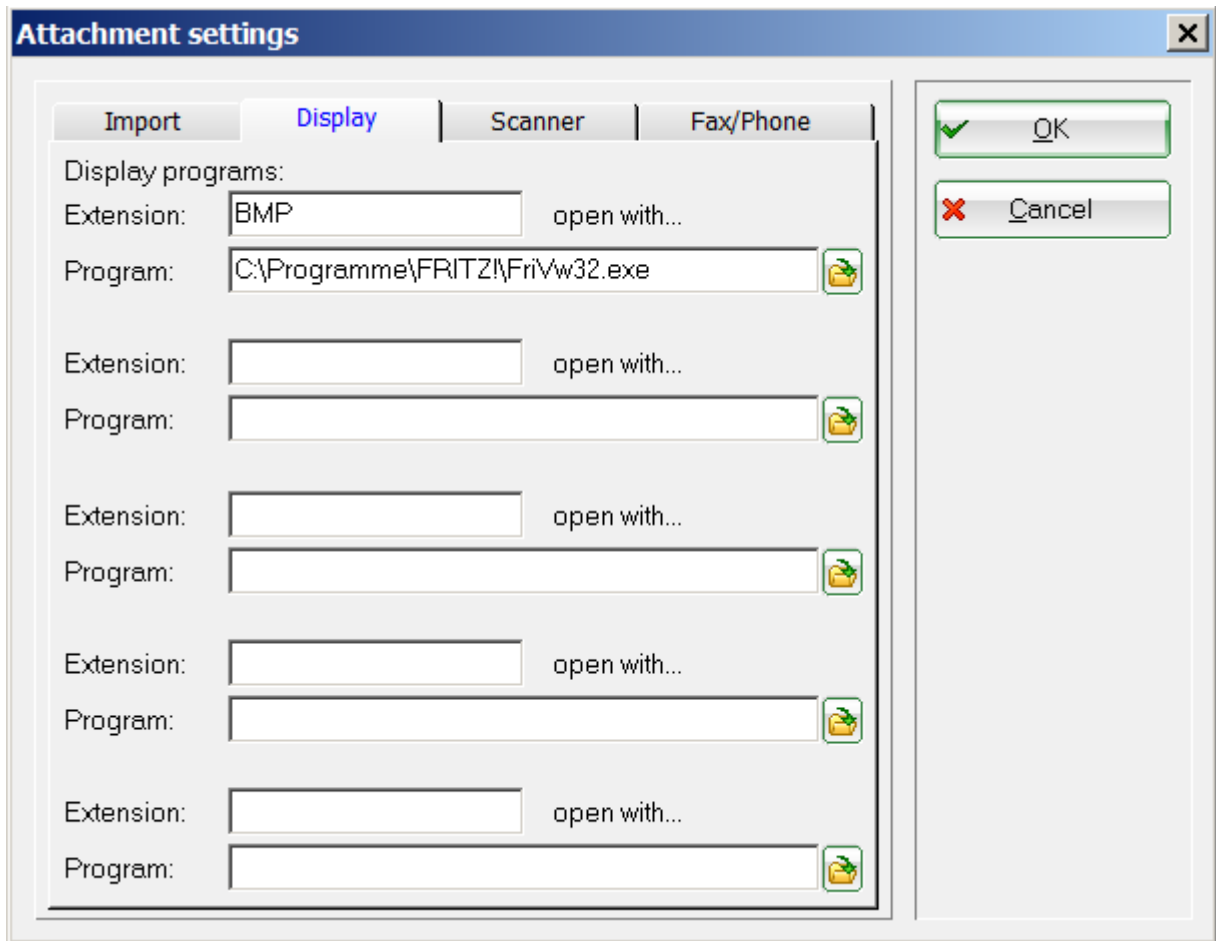 Attachment settings
Import Display Scanner Fax/Phone
Display programs:
Extension: BMP open with...
Program: C:\Programme\FRITZ!\FriVw32.exe
Extension: open with...
Program:
Extension: open with...
Program:
Extension: open with...
Program:
Extension: open with...
Program:
OK
Cancel